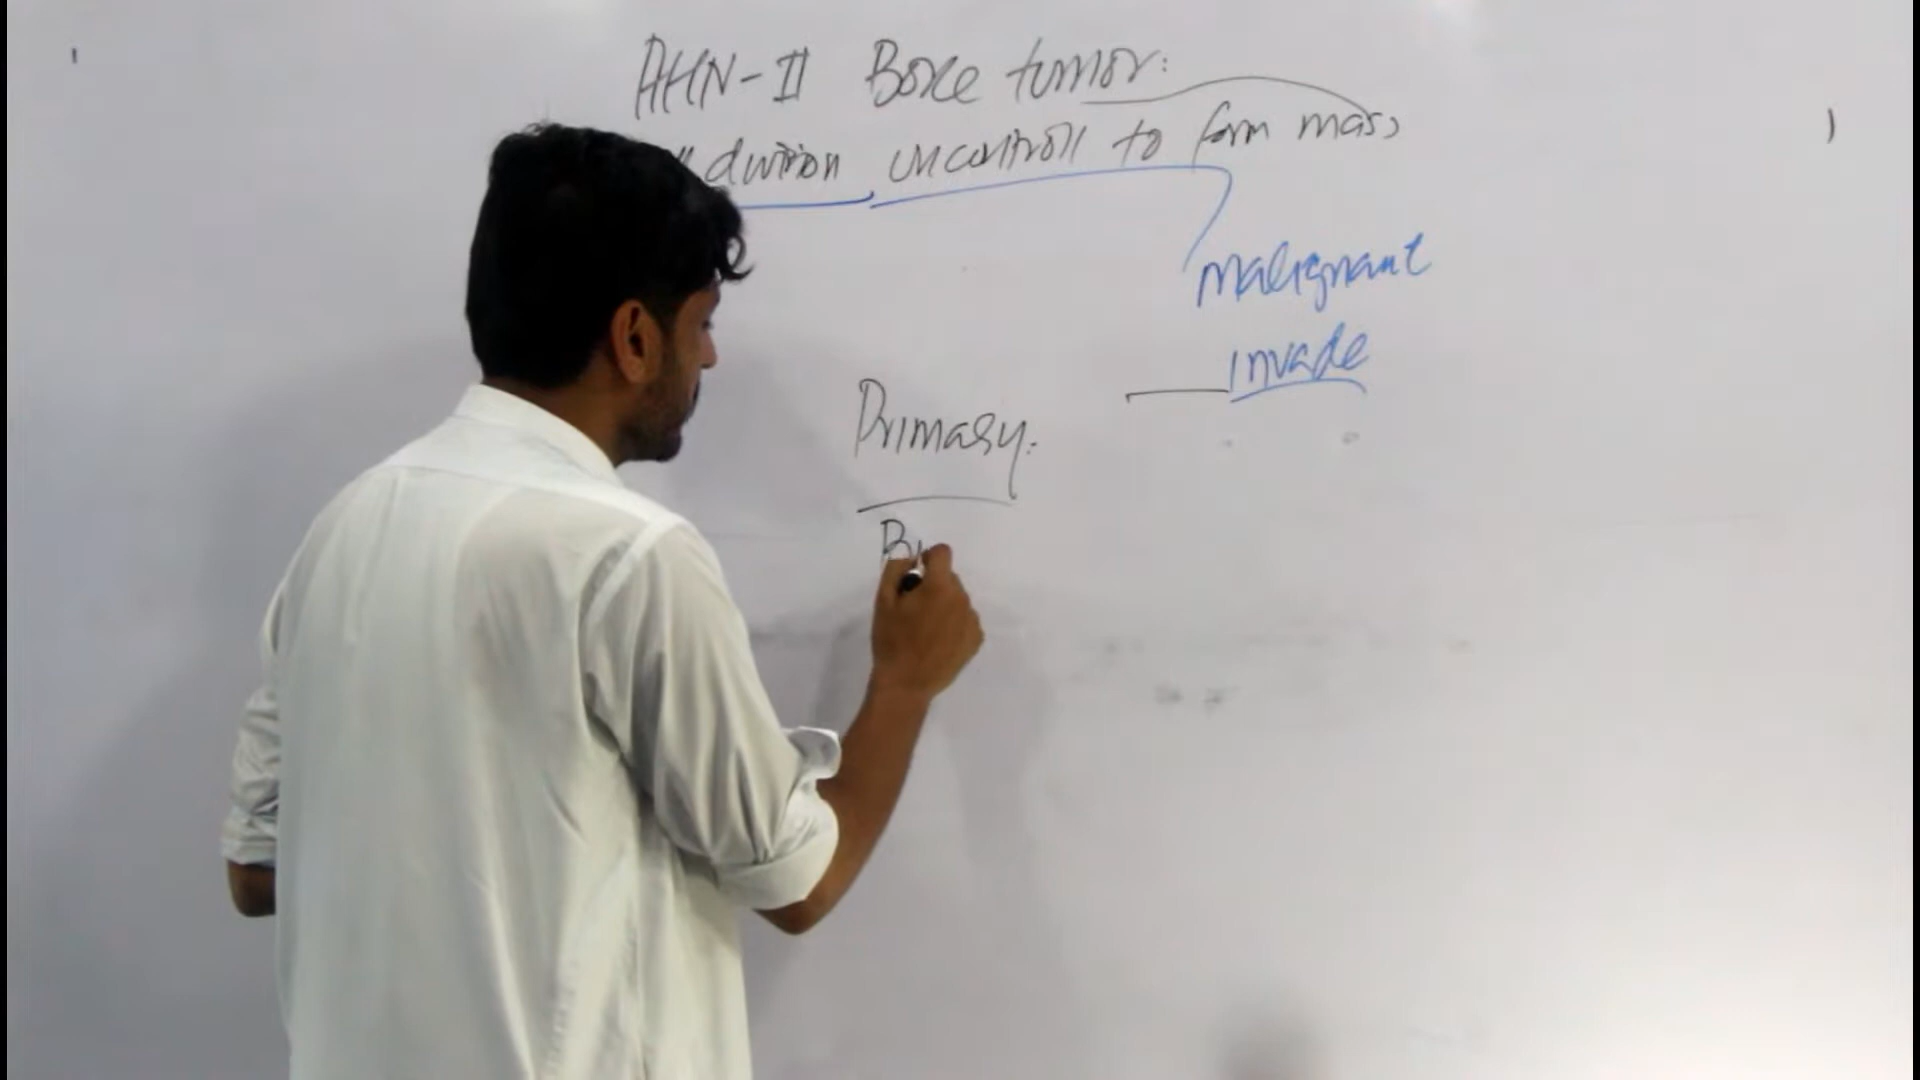 AHN-II Bone tumor:
division uncontroll to form mass
malignant
invade
Primary: